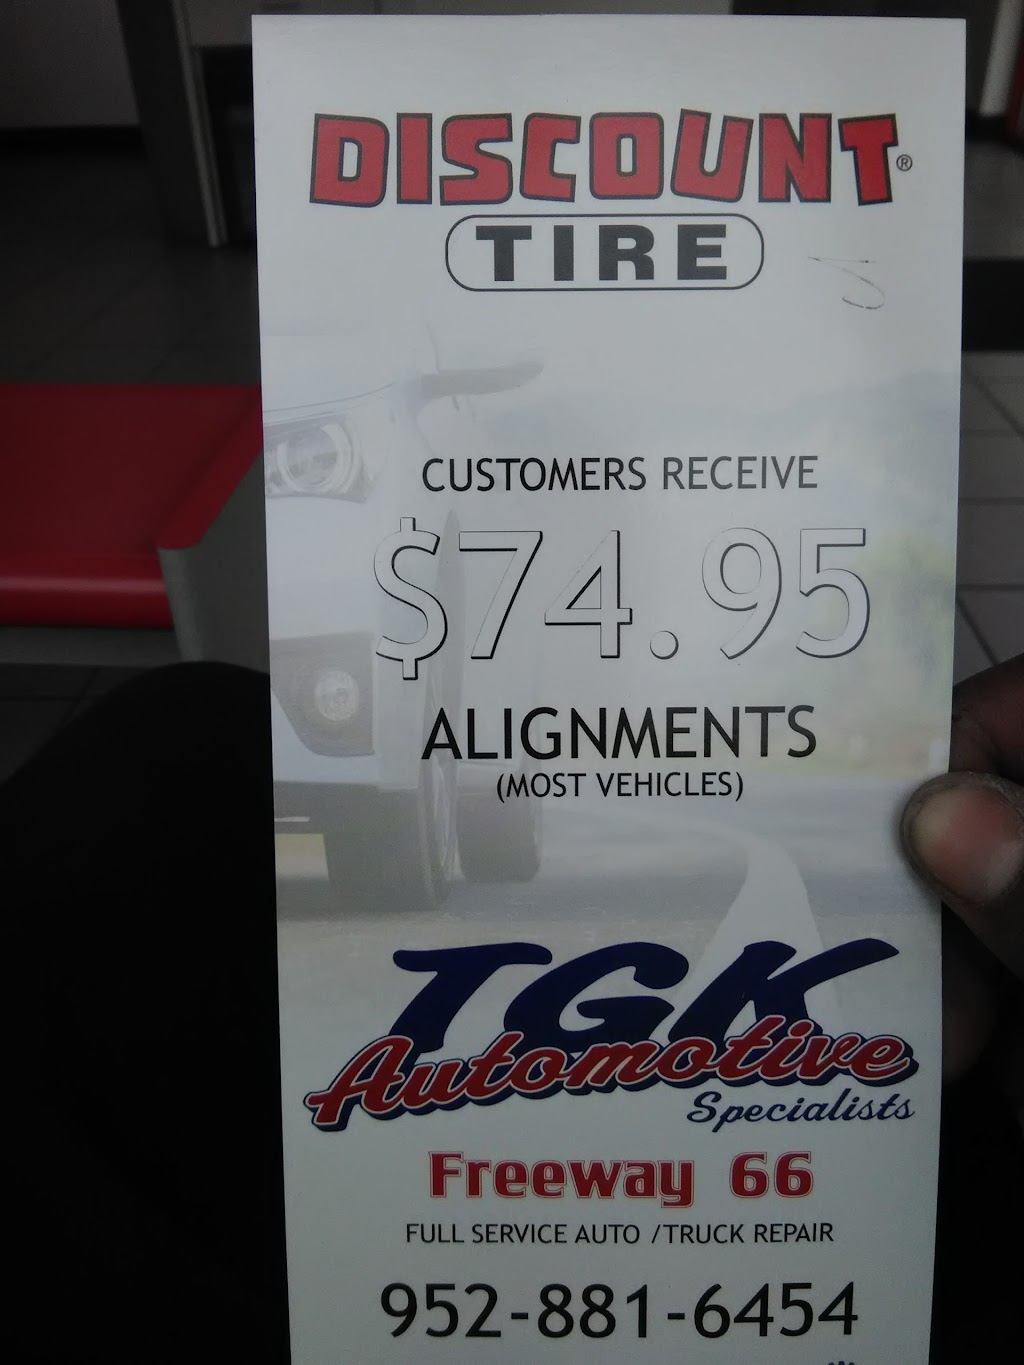 DISCOUNT®
TIRE
CUSTOMERS RECEIVE
$74.95
ALIGNMENTS
(MOST VEHICLES)
TGK
Automotive
Specialists
Freeway 66
FULL SERVICE AUTO / TRUCK REPAIR
952-881-6454